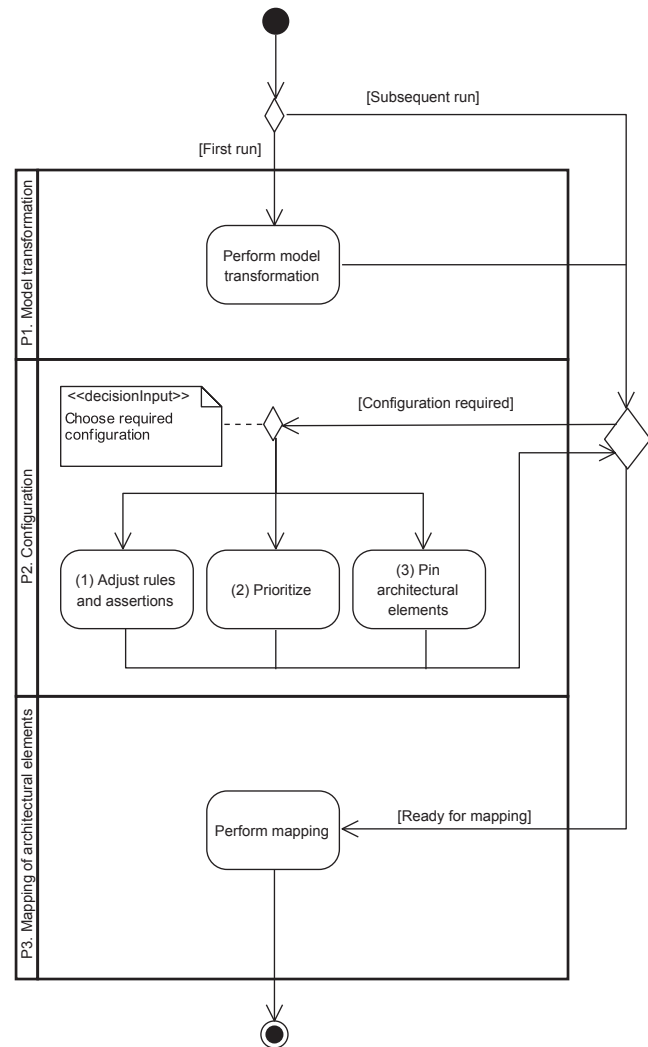 [Subsequent run]
[First run]
P1. Model transformation
Perform model
transformation
P2. Configuration
<<decisionInput>>
Choose required
configuration
[Configuration required]
(1) Adjust rules
and assertions
(2) Prioritize
(3) Pin
architectural
elements
P3. Mapping of architectural elements
Perform mapping
[Ready for mapping]